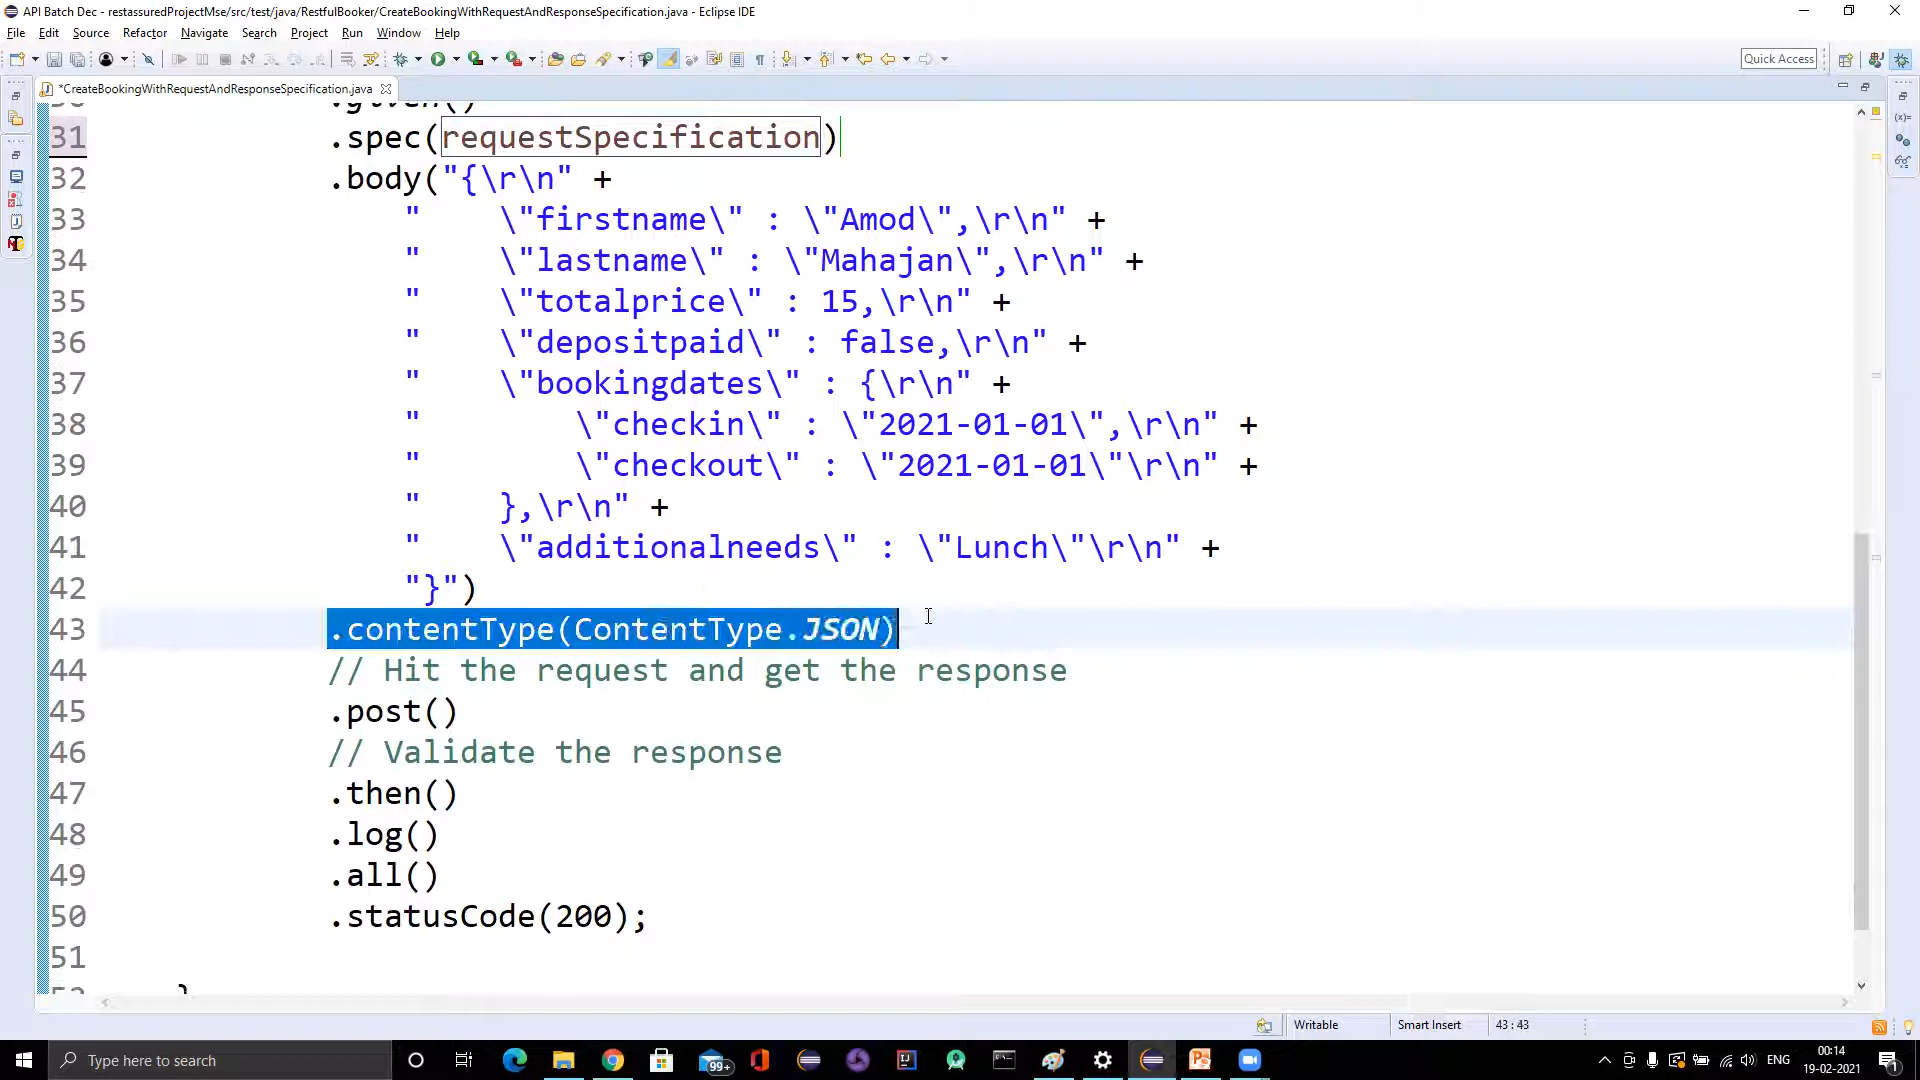 API Batch Dec - restassuredProjectMse/src/test/java/RestfulBooker/CreateBookingWithRequestAndResponseSpecification.java - Eclipse IDE
File Edit Source Refactor Navigate Search Project Run Window Help
Quick Access
*CreateBookingWithRequestAndResponseSpecification.java
31 .spec(requestSpecification)
32 .body("{\r\n" +
33 "    \"firstname\" : \"Amod\",\r\n" +
34 "    \"lastname\" : \"Mahajan\",\r\n" +
35 "    \"totalprice\" : 15,\r\n" +
36 "    \"depositpaid\" : false,\r\n" +
37 "    \"bookingdates\" : {\r\n" +
38 "        \"checkin\" : \"2021-01-01\",\r\n" +
39 "        \"checkout\" : \"2021-01-01\"\r\n" +
40 "    },\r\n" +
41 "    \"additionalneeds\" : \"Lunch\"\r\n" +
42 "}")
43 .contentType(ContentType.JSON)
44 // Hit the request and get the response
45 .post()
46 // Validate the response
47 .then()
48 .log()
49 .all()
50 .statusCode(200);
51
Writable Smart Insert 43 : 43
Type here to search
99+
ENG
00:14
19-02-2021
1